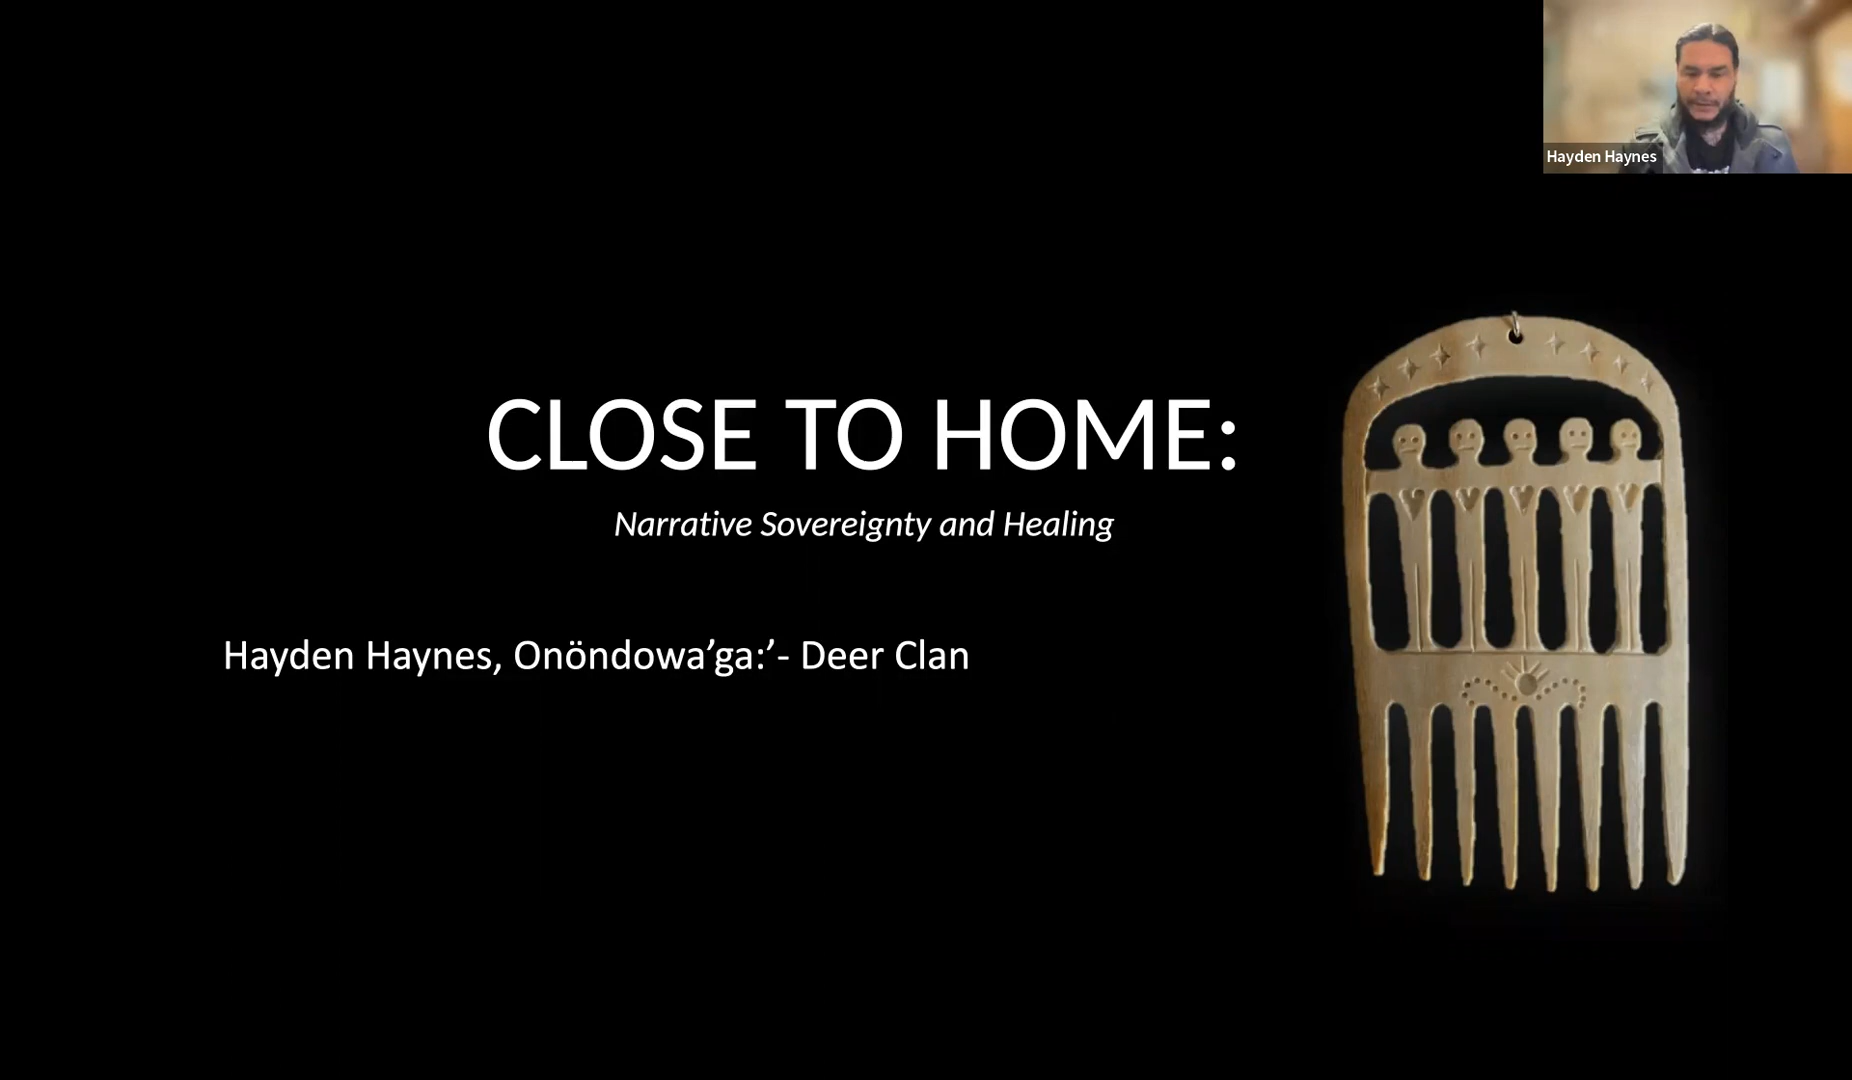 Hayden Haynes
CLOSE TO HOME:
Narrative Sovereignty and Healing
Hayden Haynes, Onöndowa’ga:’- Deer Clan